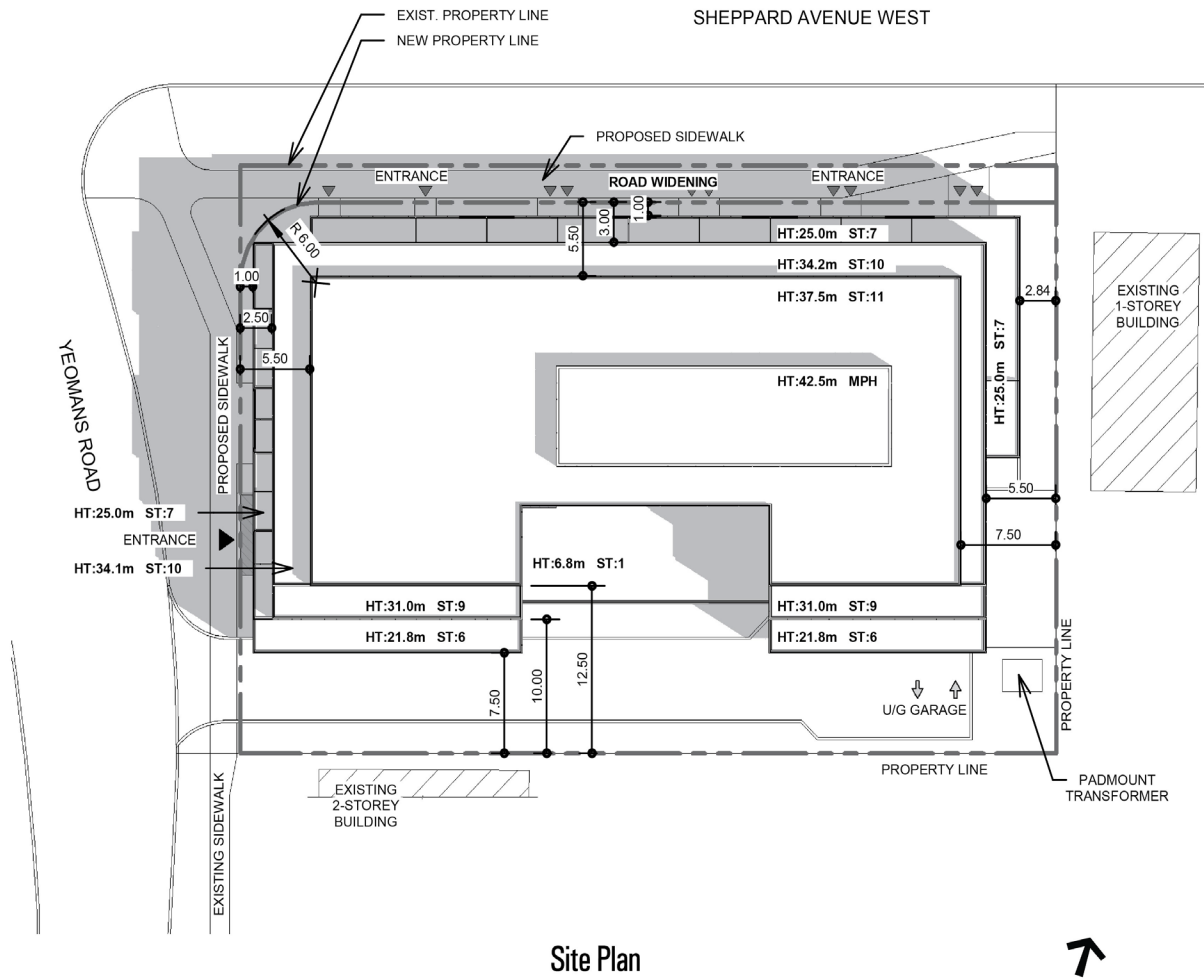 EXIST. PROPERTY LINE
SHEPPARD AVENUE WEST
NEW PROPERTY LINE
PROPOSED SIDEWALK
ENTRANCE
ROAD WIDENING
ENTRANCE
1.00
3.00
5.50
R 6.00
HT:25.0m ST:7
HT:34.2m ST:10
HT:37.5m ST:11
1.00
2.50
5.50
2.84
EXISTING
1-STOREY
BUILDING
HT:25.0m ST:7
YEOMANS ROAD
PROPOSED SIDEWALK
HT:42.5m MPH
5.50
7.50
HT:25.0m ST:7
ENTRANCE
HT:34.1m ST:10
HT:6.8m ST:1
HT:31.0m ST:9
HT:31.0m ST:9
HT:21.8m ST:6
HT:21.8m ST:6
7.50
10.00
12.50
U/G GARAGE
PROPERTY LINE
PROPERTY LINE
PADMOUNT
TRANSFORMER
EXISTING
2-STOREY
BUILDING
EXISTING SIDEWALK
Site Plan